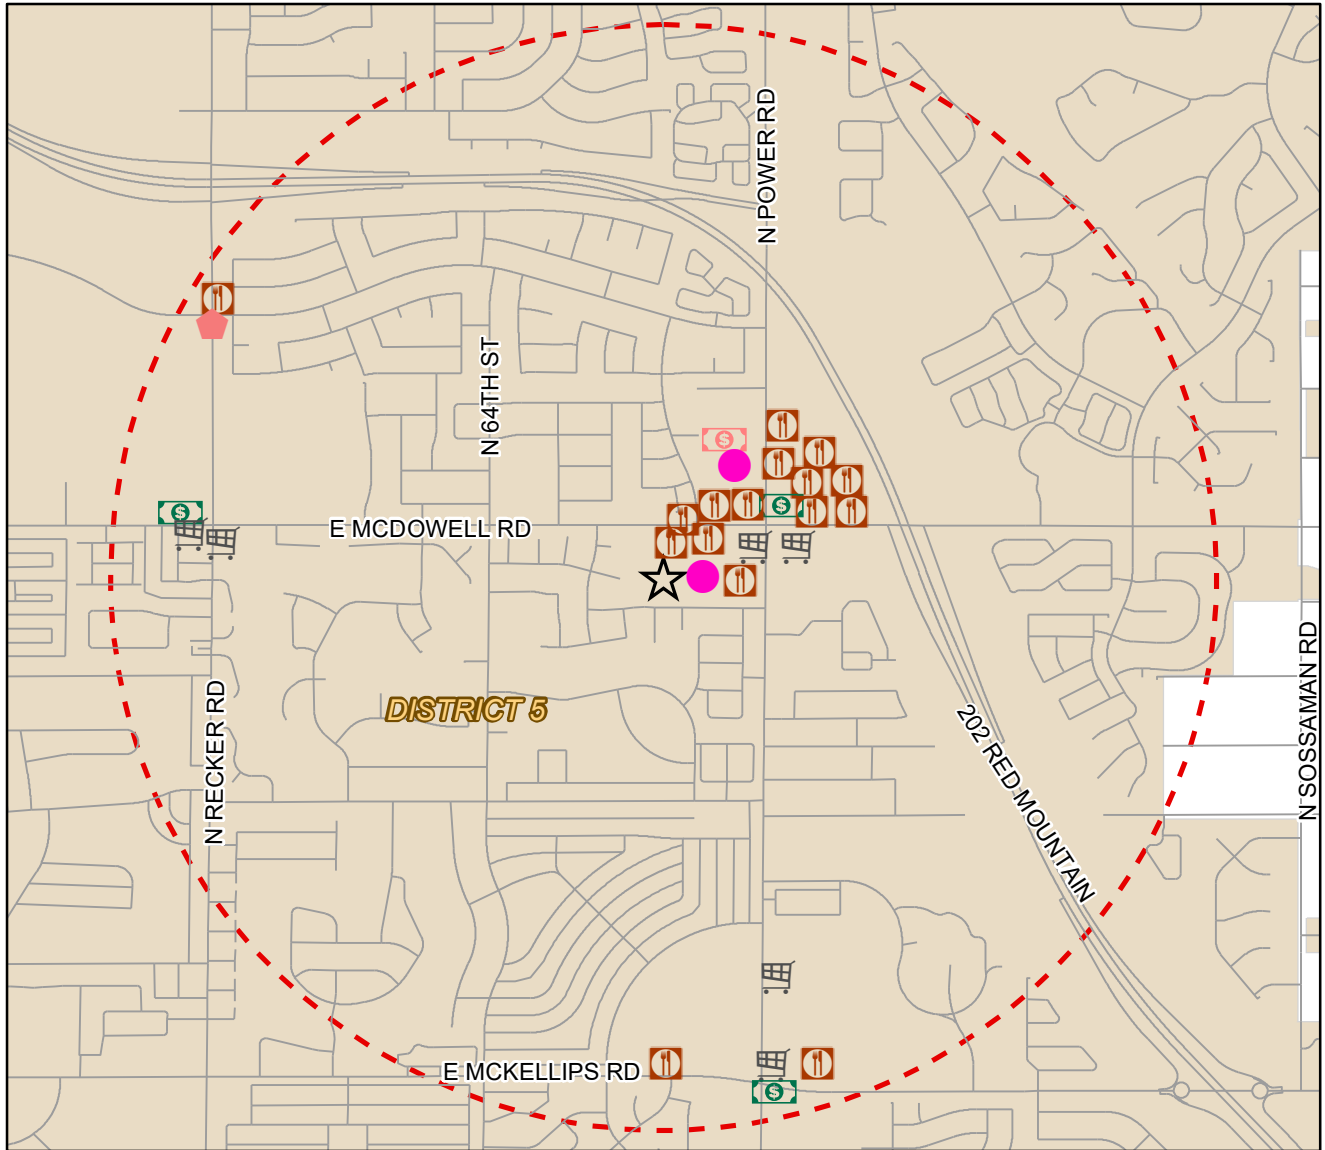 N POWER RD
N 64TH ST
E MCDOWELL RD
DISTRICT 5
N RECKER RD
202 RED MOUNTAIN
N SOSSAMAN RD
E MCKELLIPS RD
$
$
$
$